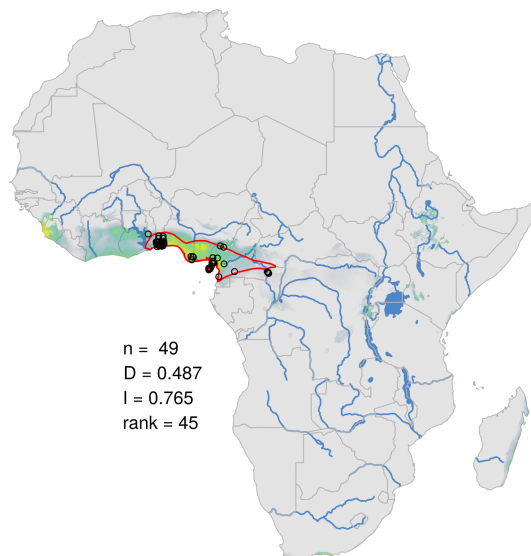 n = 49
D = 0.487
I = 0.765
rank = 45